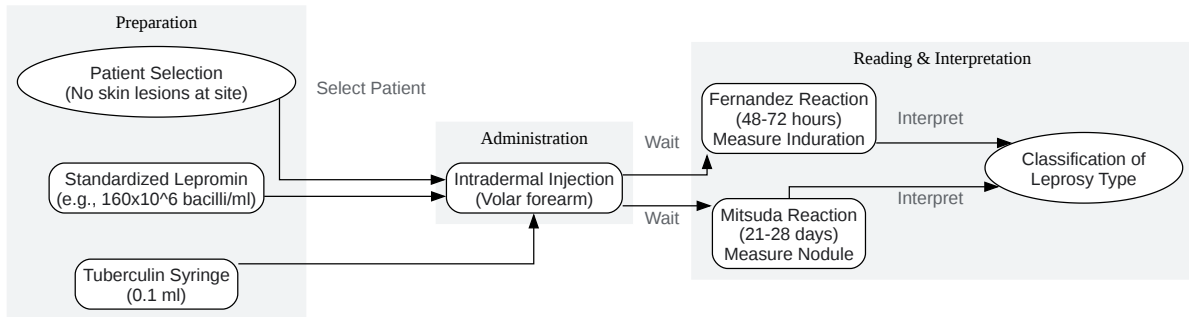 Preparation
Patient Selection
(No skin lesions at site)
Select Patient
Standardized Lepromin
(e.g., 160x10^6 bacilli/ml)
Tuberculin Syringe
(0.1 ml)
Administration
Intradermal Injection
(Volar forearm)
Wait
Wait
Reading & Interpretation
Fernandez Reaction
(48-72 hours)
Measure Induration
Interpret
Mitsuda Reaction
(21-28 days)
Measure Nodule
Interpret
Classification of
Leprosy Type